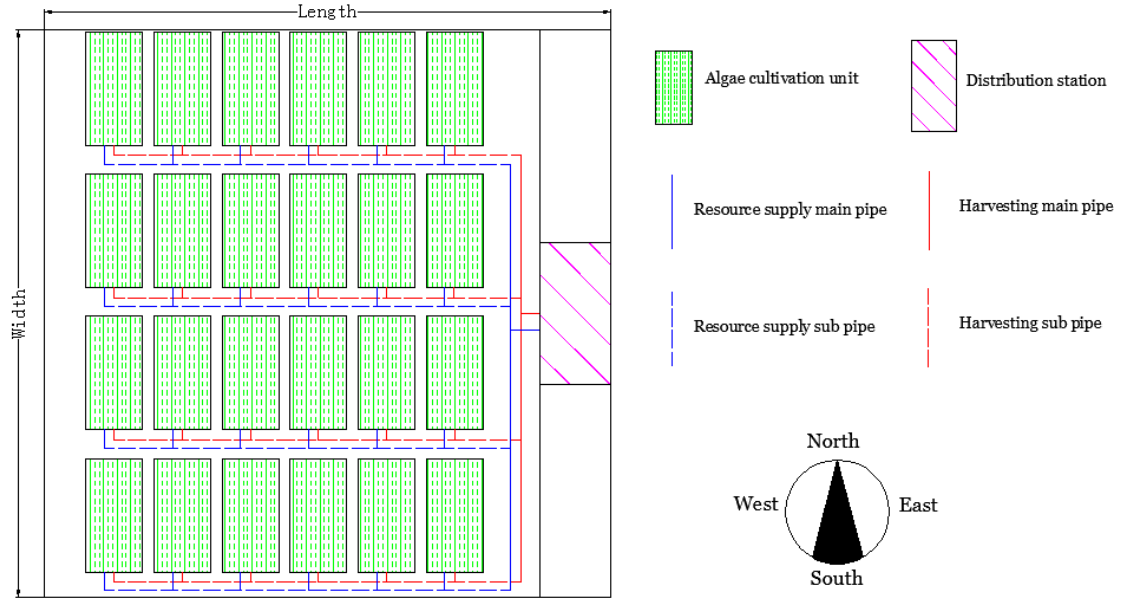 Length
Width
Algae cultivation unit
Distribution station
Resource supply main pipe
Harvesting main pipe
Resource supply sub pipe
Harvesting sub pipe
North
West
East
South